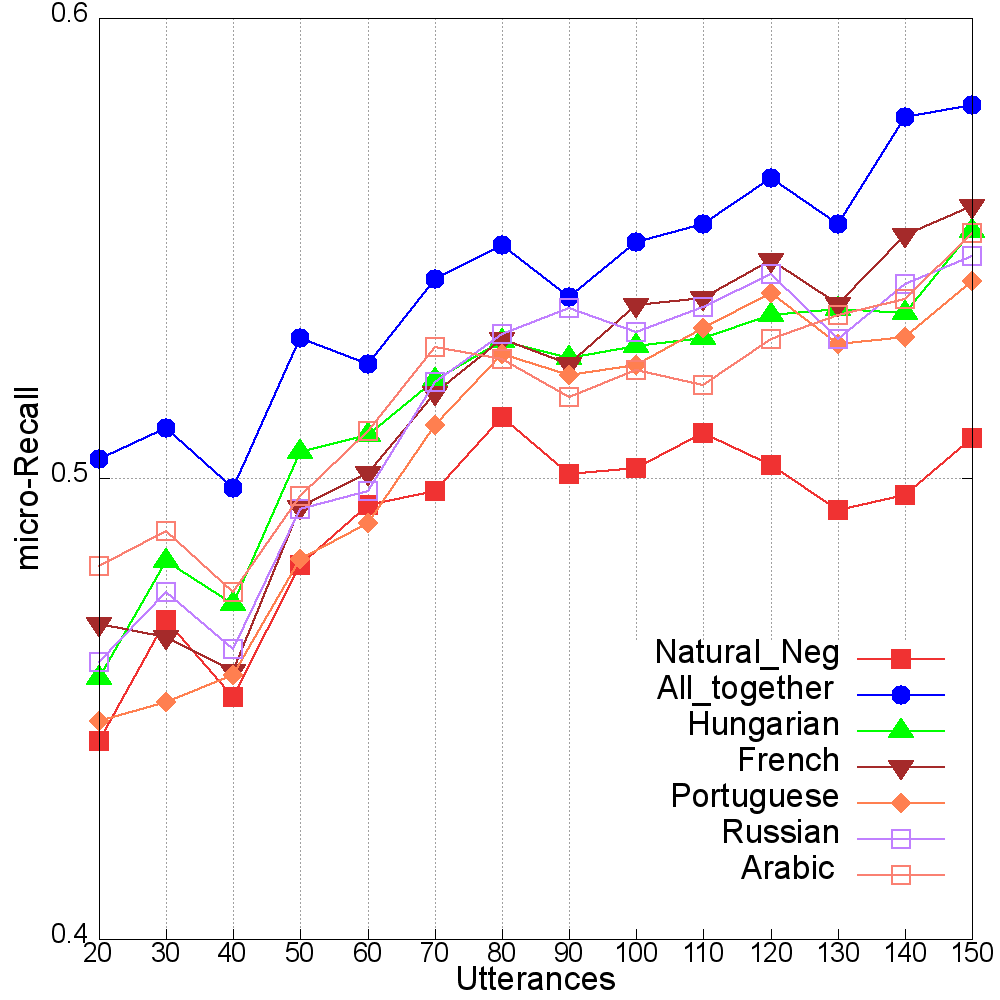 0.6
micro-Recall
0.5
Natural_Neg
All_together
Hungarian
French
Portuguese
Russian
Arabic
0.4
20 30 40 50 60 70 80 90 100 110 120 130 140 150
Utterances